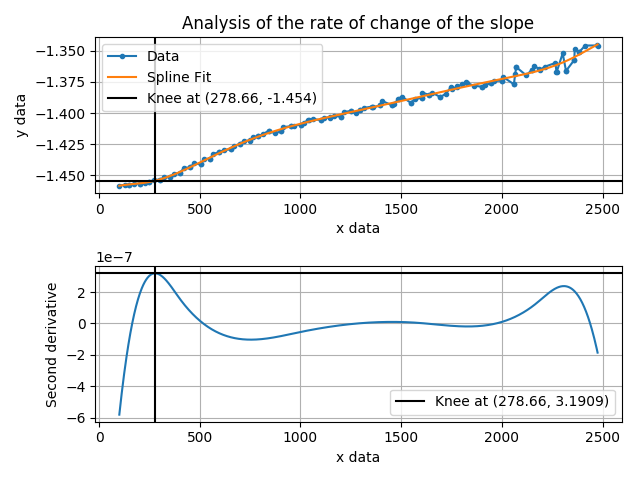 Analysis of the rate of change of the slope
Data
Spline Fit
Knee at (278.66, -1.454)
y data
−1.350
−1.375
−1.400
−1.425
−1.450
0
500
1000
1500
2000
2500
x data
1e−7
Second derivative
2
0
−2
−4
−6
Knee at (278.66, 3.1909)
0
500
1000
1500
2000
2500
x data